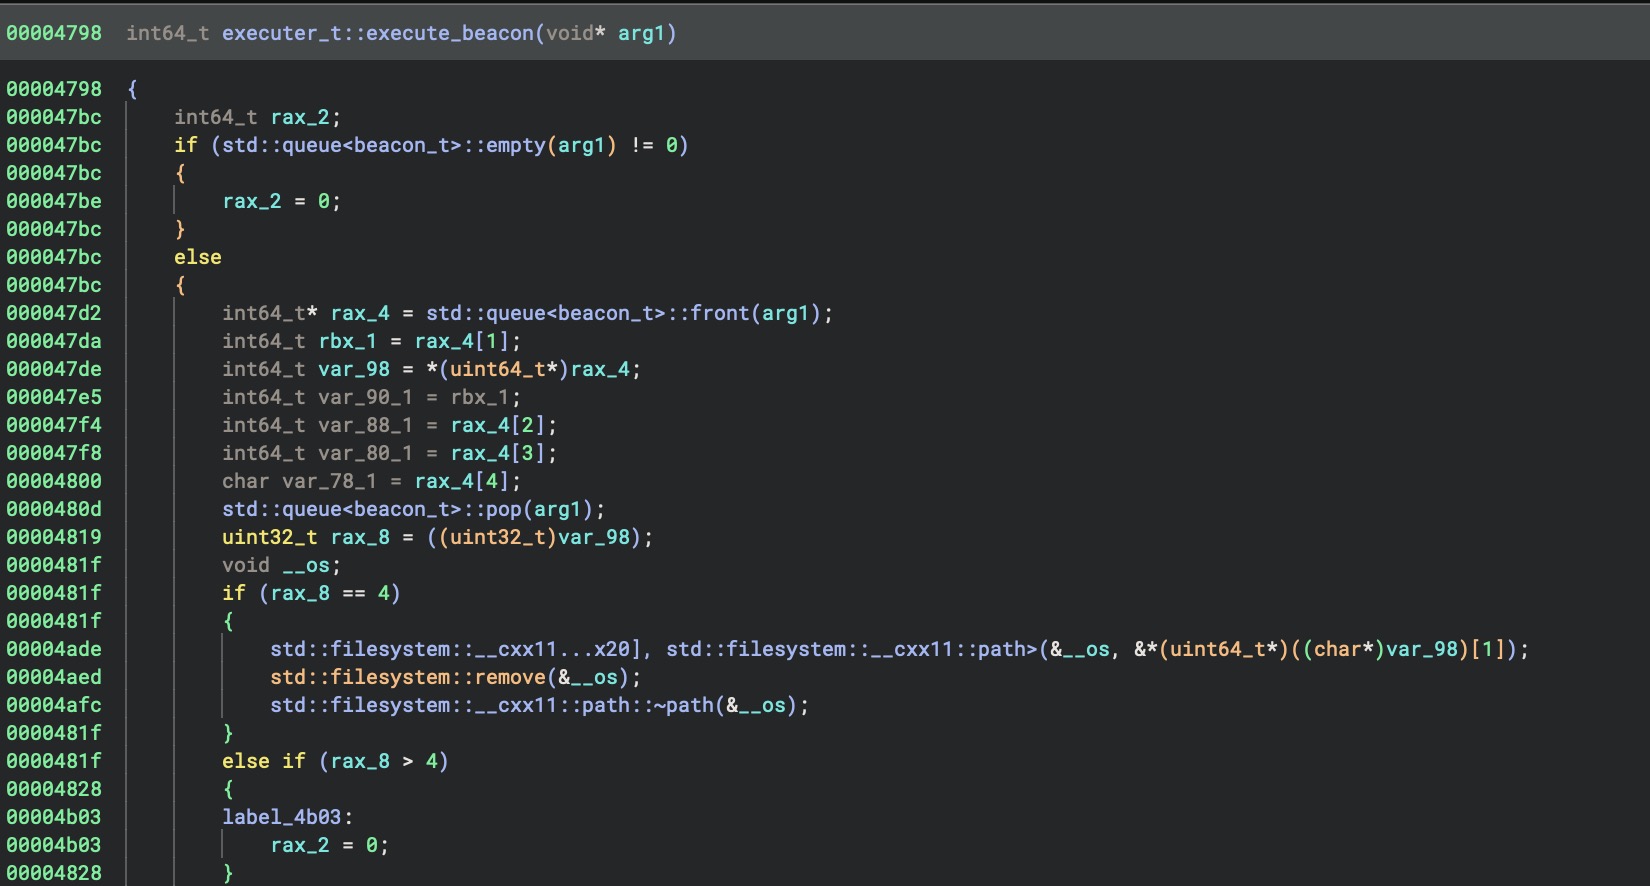 00004798 int64_t executer_t::execute_beacon(void* arg1)
00004798 {
000047bc int64_t rax_2;
000047bc if (std::queue<beacon_t>::empty(arg1) != 0)
000047bc {
000047be rax_2 = 0;
000047bc }
000047bc else
000047bc {
000047d2 int64_t* rax_4 = std::queue<beacon_t>::front(arg1);
000047da int64_t rbx_1 = rax_4[1];
000047de int64_t var_98 = *(uint64_t*)rax_4;
000047e5 int64_t var_90_1 = rbx_1;
000047f4 int64_t var_88_1 = rax_4[2];
000047f8 int64_t var_80_1 = rax_4[3];
00004800 char var_78_1 = rax_4[4];
0000480d std::queue<beacon_t>::pop(arg1);
00004819 uint32_t rax_8 = ((uint32_t)var_98);
0000481f void __os;
0000481f if (rax_8 == 4)
0000481f {
00004ade std::filesystem::__cxx11...x20], std::filesystem::__cxx11::path>(&__os, &*(uint64_t*)((char*)var_98)[1]);
00004aed std::filesystem::remove(&__os);
00004afc std::filesystem::__cxx11::path::~path(&__os);
0000481f }
0000481f else if (rax_8 > 4)
00004828 {
00004b03 label_4b03:
00004b03 rax_2 = 0;
00004828 }